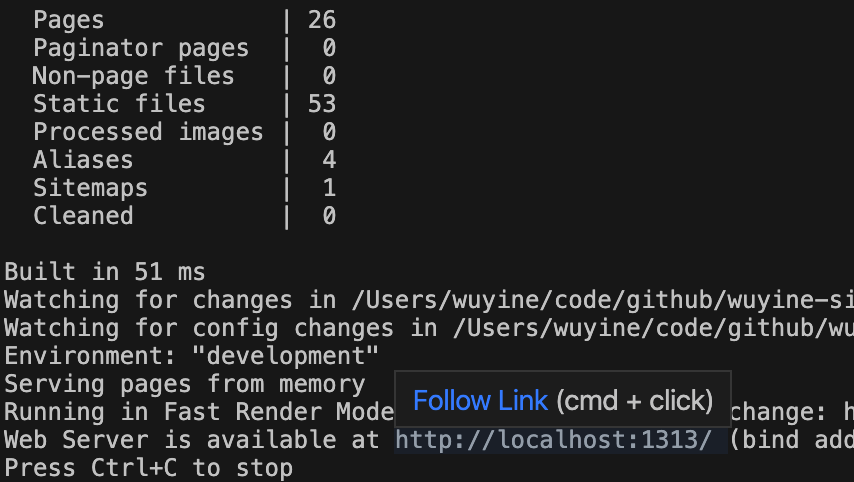 Pages | 26
Paginator pages | 0
Non-page files | 0
Static files | 53
Processed images | 0
Aliases | 4
Sitemaps | 1
Cleaned | 0
Built in 51 ms
Watching for changes in /Users/wuyine/code/github/wuyine-si
Watching for config changes in /Users/wuyine/code/github/wu
Environment: "development"
Serving pages from memory
Follow Link (cmd + click)
Running in Fast Render Mode change: h
Web Server is available at http://localhost:1313/ (bind add
Press Ctrl+C to stop